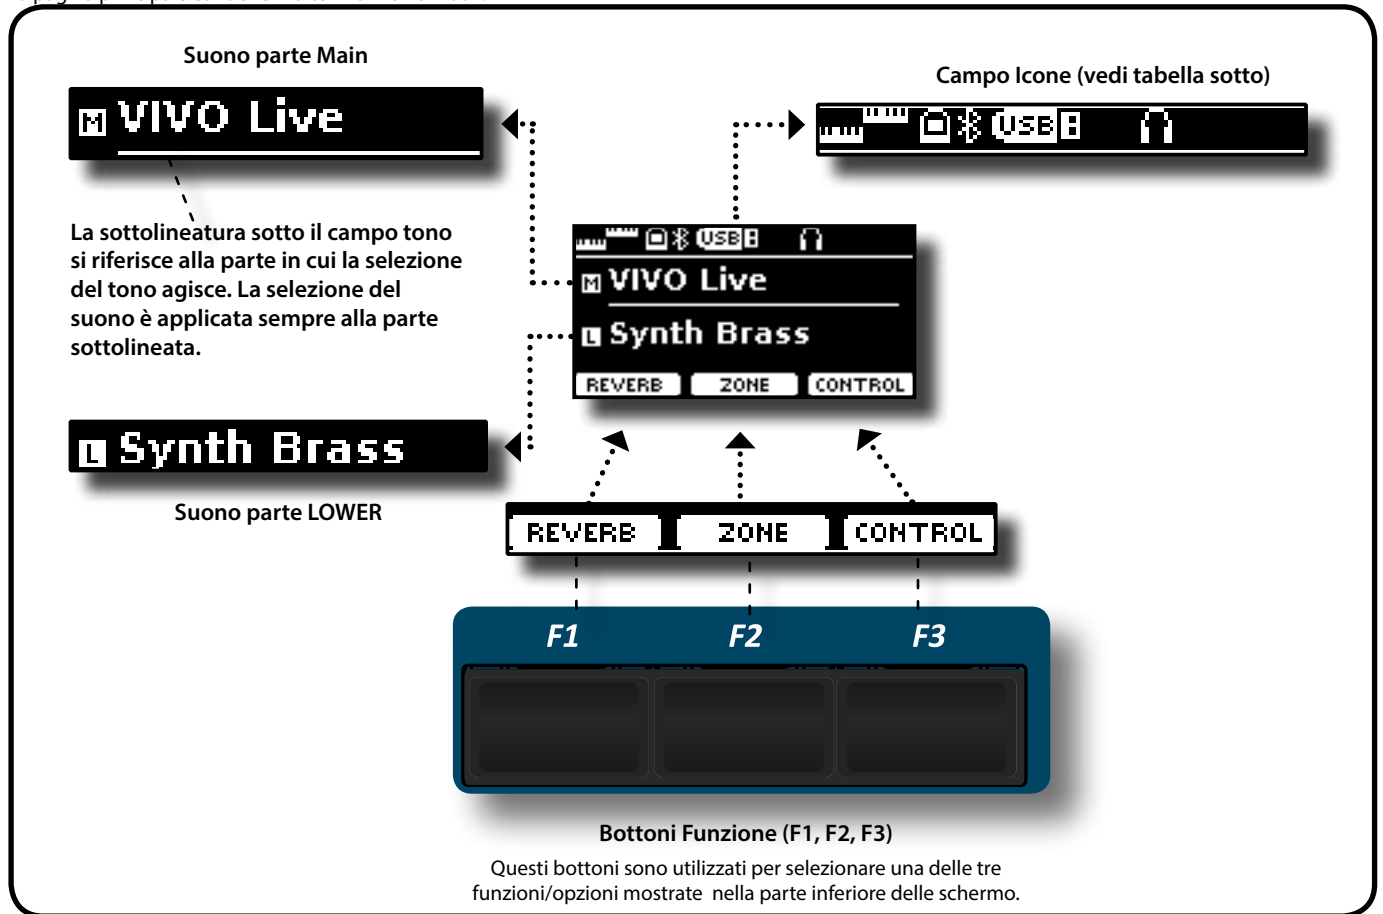 Suono parte Main
Campo Icone (vedi tabella sotto)
M VIVO Live
USB
La sottolineatura sotto il campo tono
si riferisce alla parte in cui la selezione
del tono agisce. La selezione del
suono è applicata sempre alla parte
sottolineata.
USB
M VIVO Live
L Synth Brass
REVERB ZONE CONTROL
L Synth Brass
Suono parte LOWER
REVERB ZONE CONTROL
F1 F2 F3
Bottoni Funzione (F1, F2, F3)
Questi bottoni sono utilizzati per selezionare una delle tre
funzioni/opzioni mostrate nella parte inferiore delle schermo.